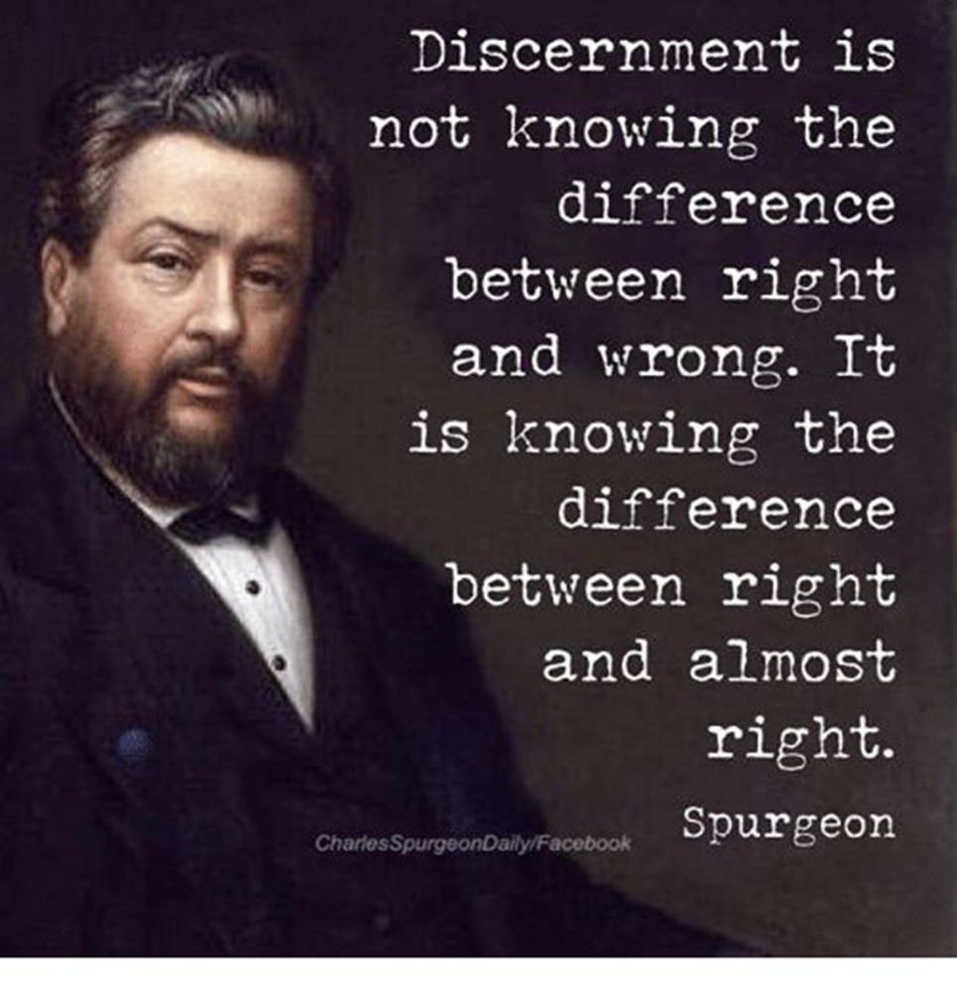 Discernment is
not knowing the
difference
between right
and wrong. It
is knowing the
difference
between right
and almost
right.
Spurgeon
CharlesSpurgeonDaily/Facebook